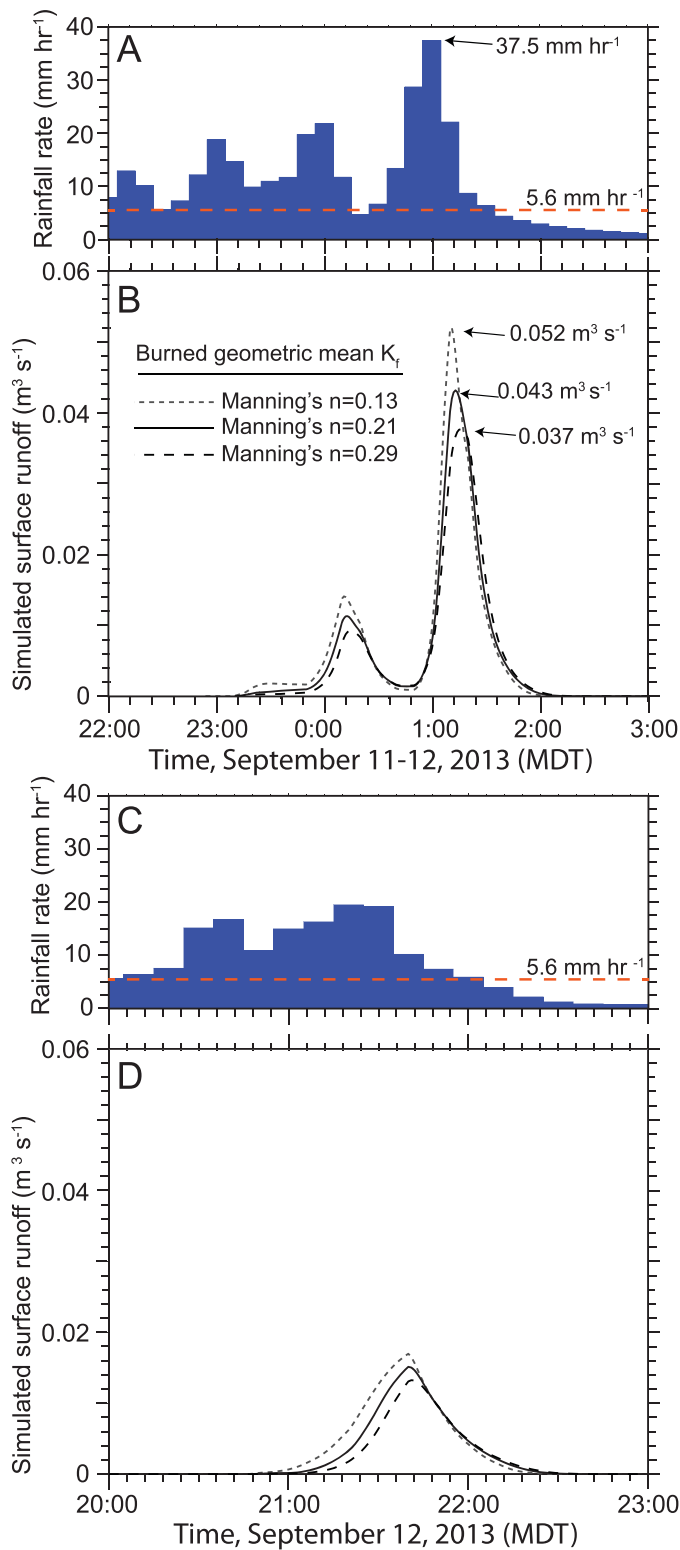 A
Rainfall rate (mm hr⁻¹)
40
30
20
10
0
37.5 mm hr⁻¹
5.6 mm hr ⁻¹
B
Simulated surface runoff (m³ s⁻¹)
0.06
0.04
0.02
0
Burned geometric mean K_f
Manning's n=0.13
Manning's n=0.21
Manning's n=0.29
0.052 m³ s⁻¹
0.043 m³ s⁻¹
0.037 m³ s⁻¹
22:00 23:00 0:00 1:00 2:00 3:00
Time, September 11-12, 2013 (MDT)
C
Rainfall rate (mm hr⁻¹)
40
30
20
10
0
5.6 mm hr ⁻¹
D
Simulated surface runoff (m³ s⁻¹)
0.06
0.04
0.02
0
20:00 21:00 22:00 23:00
Time, September 12, 2013 (MDT)